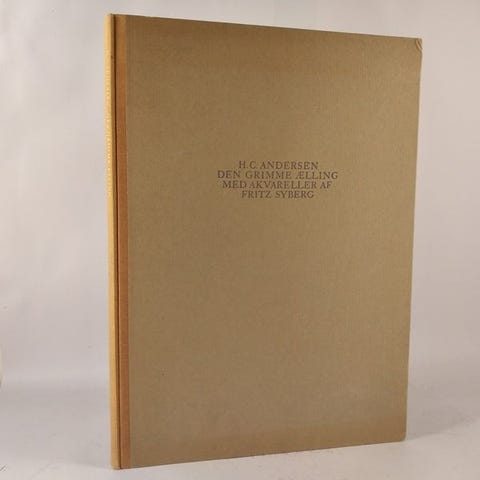 H.C. ANDERSEN
DEN GRIMME ÆLLING
MED AKVARELLER AF
FRITZ SYBERG